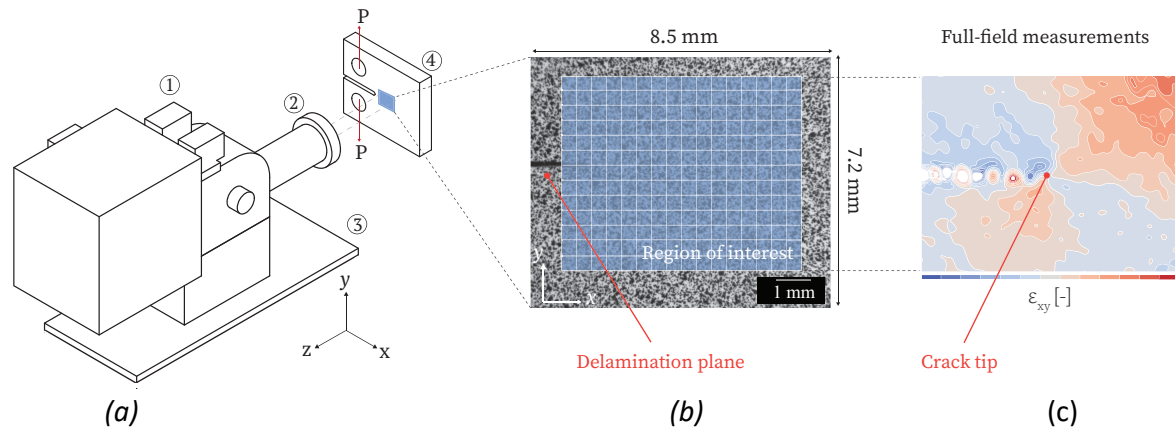 P
④
①
②
P
③
y
z
x
(a)
8.5 mm
7.2 mm
Region of interest
y
x
1 mm
Delamination plane
(b)
Full-field measurements
ε_xy [-]
Crack tip
(c)